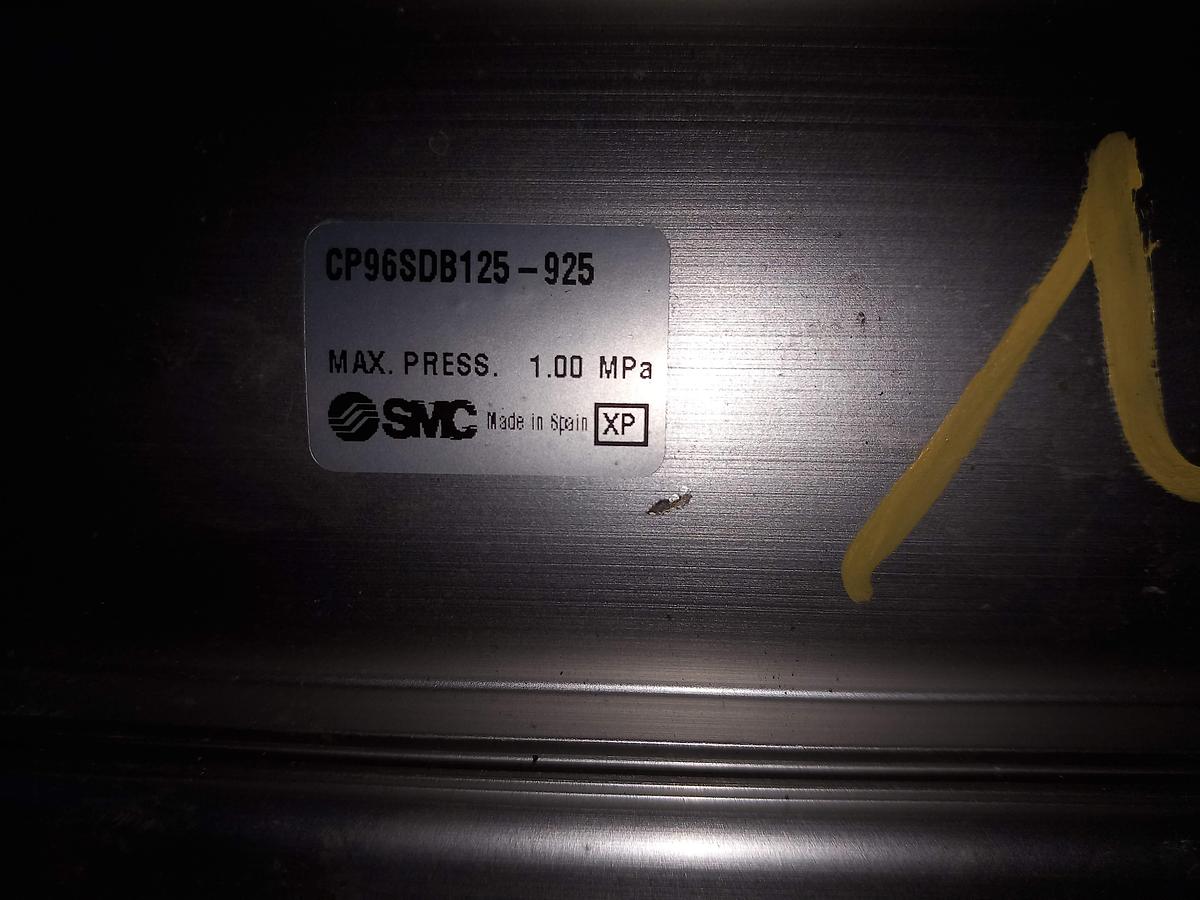 CP96SDB125-925
MAX. PRESS. 1.00 MPa
SMC Made in Spain XP